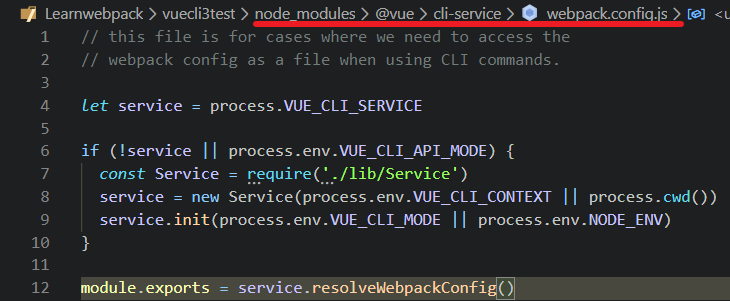 Learnwebpack > vuecli3test > node_modules > @vue > cli-service > webpack.config.js > <u
1 // this file is for cases where we need to access the
2 // webpack config as a file when using CLI commands.
3
4 let service = process.VUE_CLI_SERVICE
5
6 if (!service || process.env.VUE_CLI_API_MODE) {
7   const Service = require('./lib/Service')
8   service = new Service(process.env.VUE_CLI_CONTEXT || process.cwd())
9   service.init(process.env.VUE_CLI_MODE || process.env.NODE_ENV)
10 }
11
12 module.exports = service.resolveWebpackConfig()